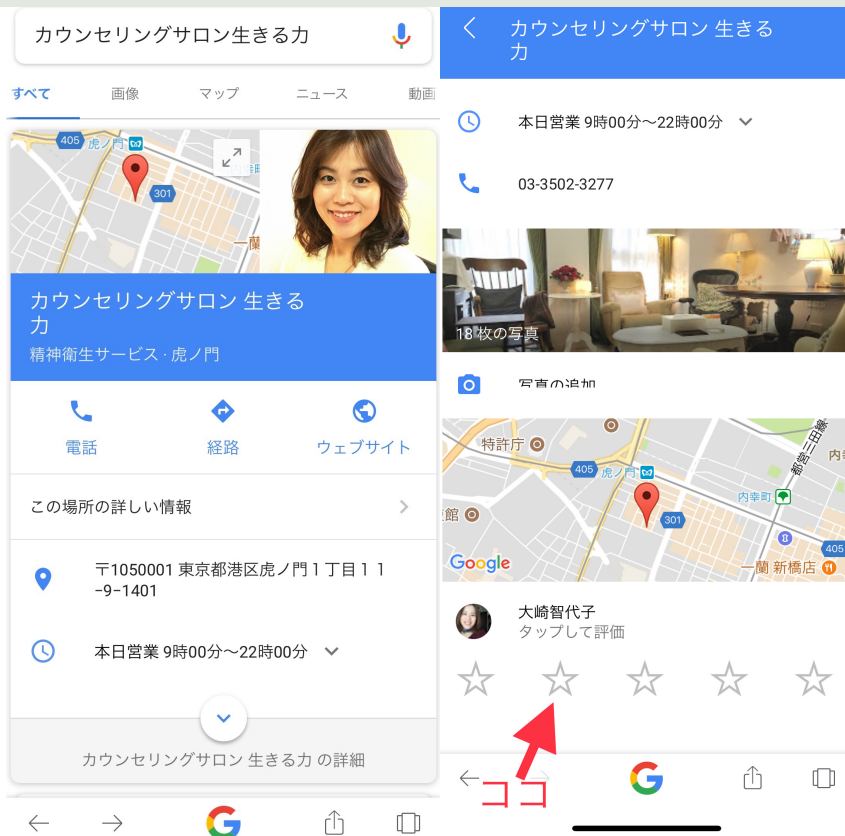 カウンセリングサロン生きる力
すべて
画像
マップ
ニュース
動画
405
虎ノ門
301
一蘭
カウンセリングサロン 生きる
力
精神衛生サービス · 虎ノ門
電話
経路
ウェブサイト
この場所の詳しい情報
〒1050001 東京都港区虎ノ門1丁目11
-9-1401
本日営業 9時00分〜22時00分
カウンセリングサロン 生きる力 の詳細
カウンセリングサロン 生きる
力
本日営業 9時00分〜22時00分
03-3502-3277
18 枚の写真
写真の追加
特許庁
405
虎ノ門
都営三田線
内幸町
館
301
405
Google
一蘭 新橋店
大崎智代子
タップして評価
ココ